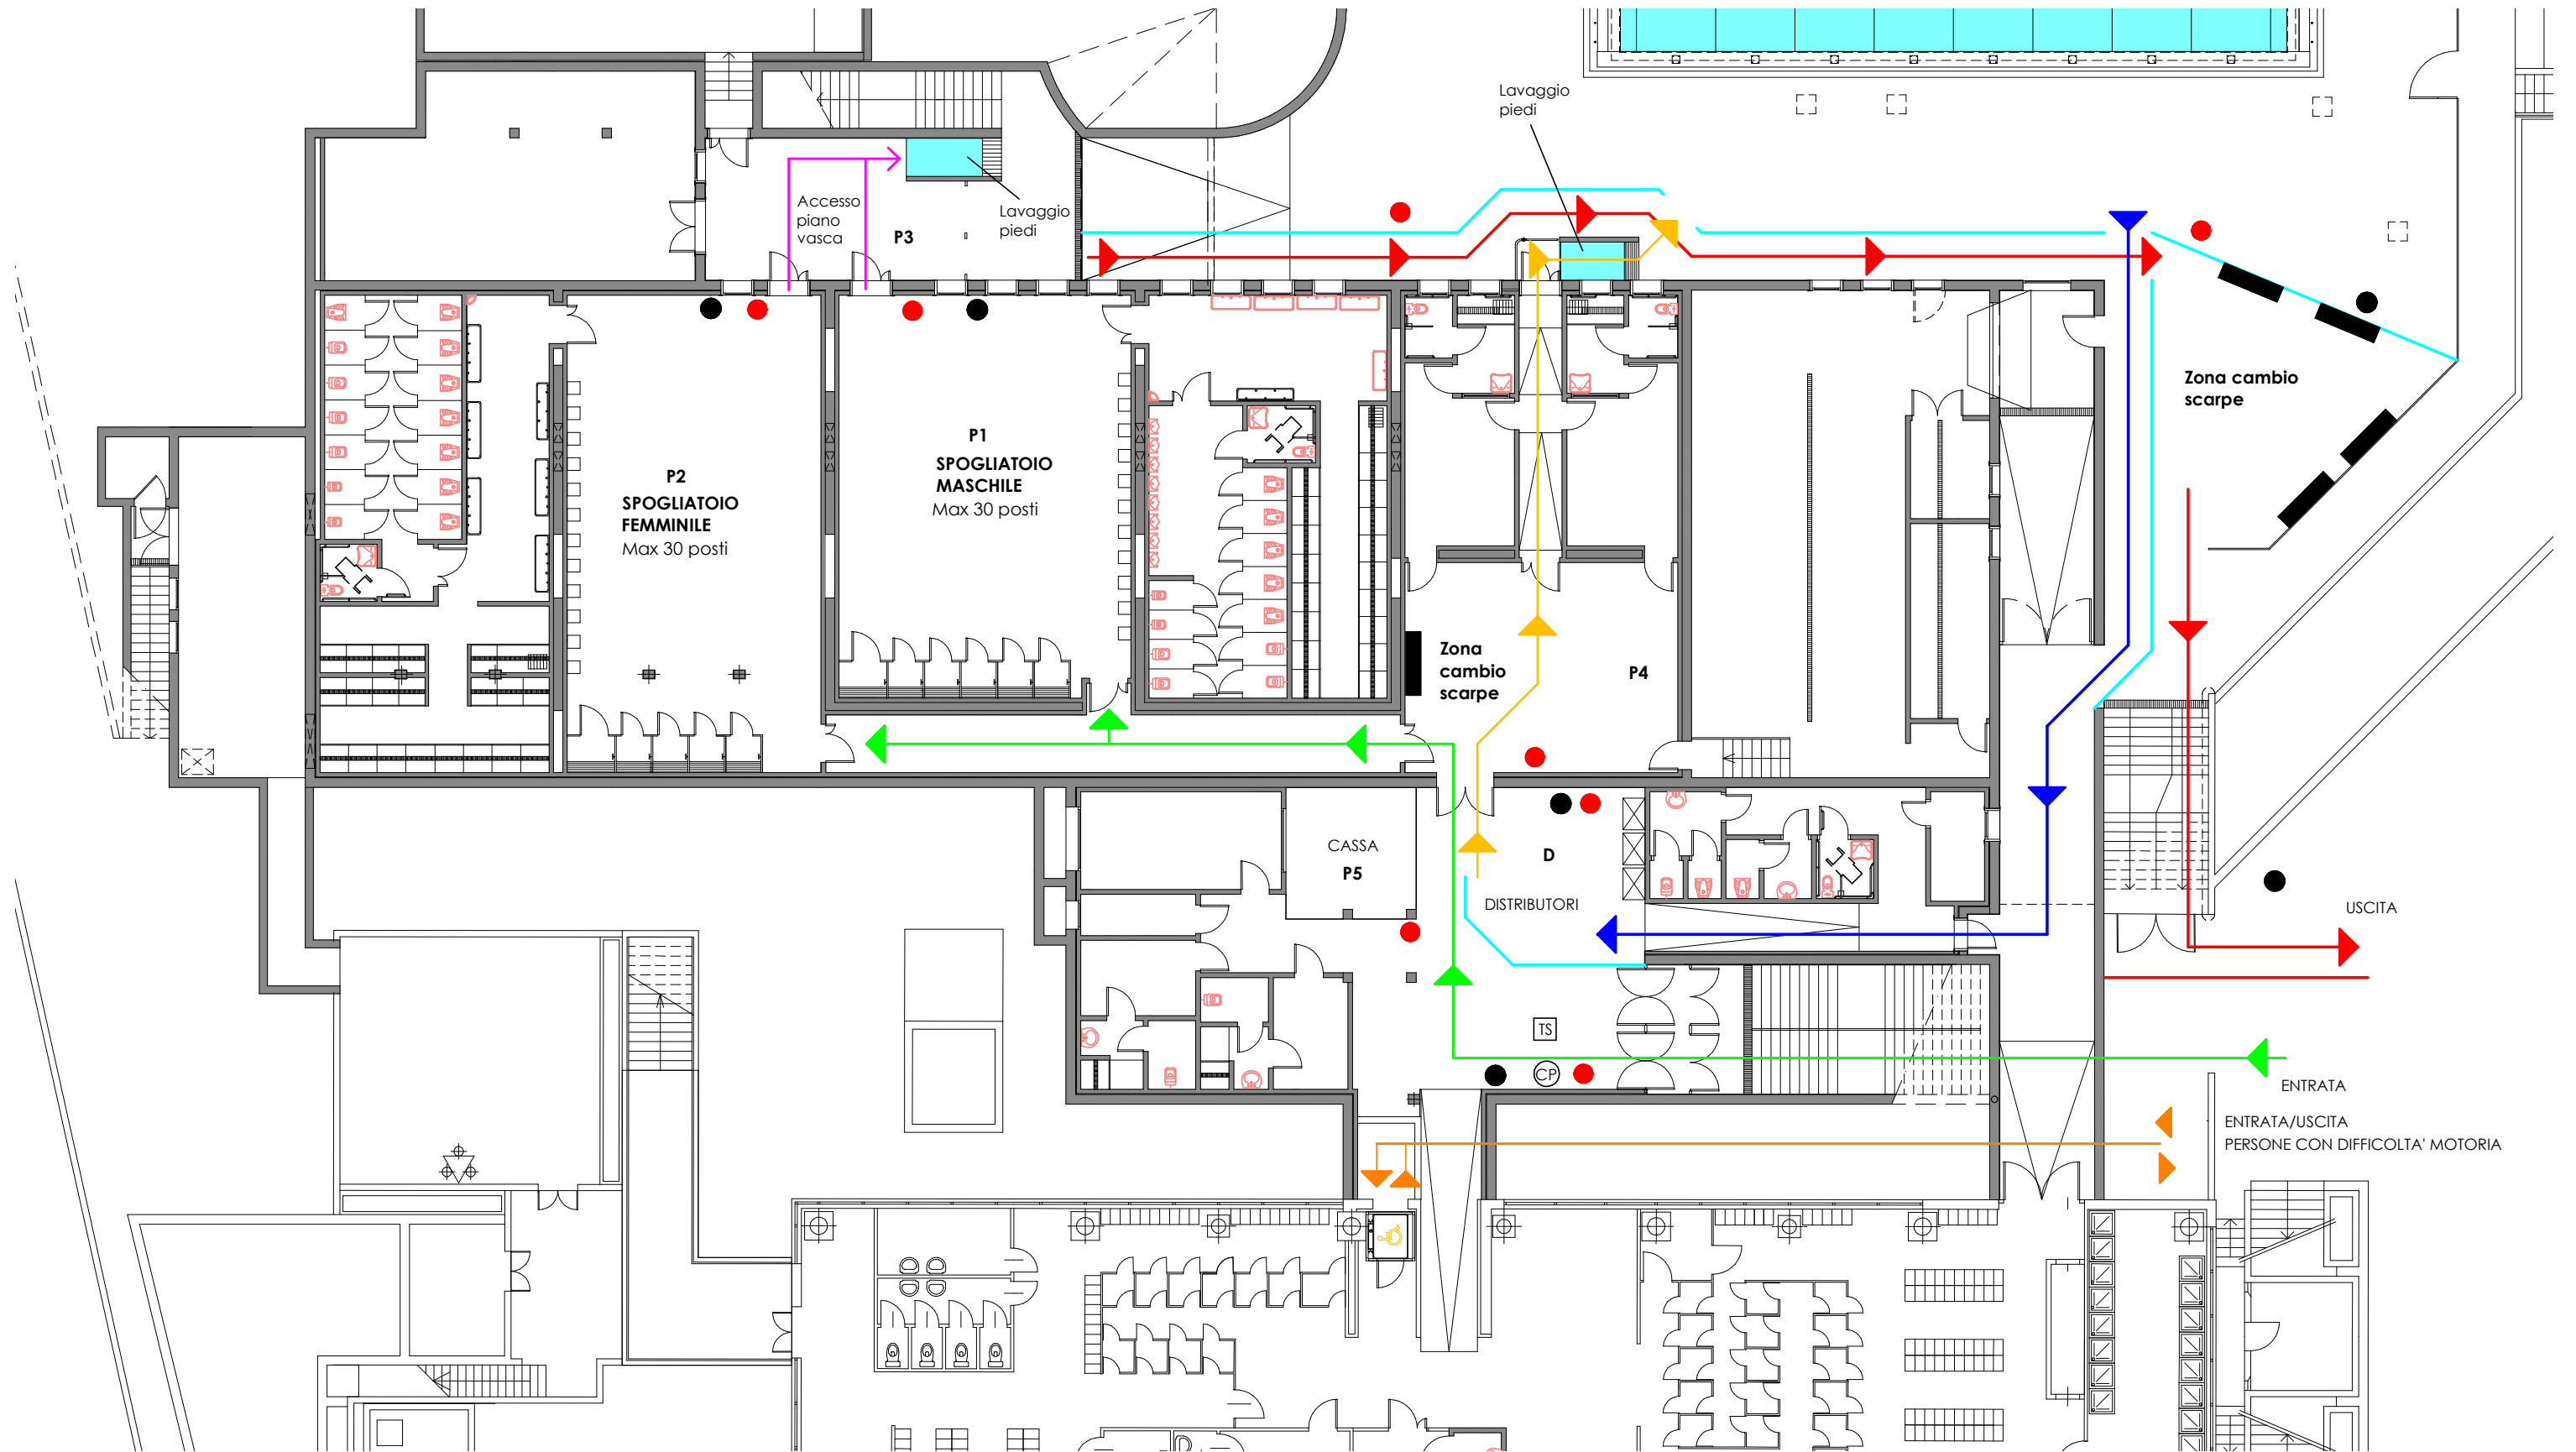 Lavaggio
piedi
Accesso
piano
vasca
P3
Lavaggio
piedi
Zona cambio
scarpe
P1
SPOGLIATOIO
MASCHILE
Max 30 posti
P2
SPOGLIATOIO
FEMMINILE
Max 30 posti
Zona
cambio
scarpe
P4
CASSA
P5
D
DISTRIBUTORI
USCITA
TS
CP
ENTRATA
ENTRATA/USCITA
PERSONE CON DIFFICOLTA' MOTORIA